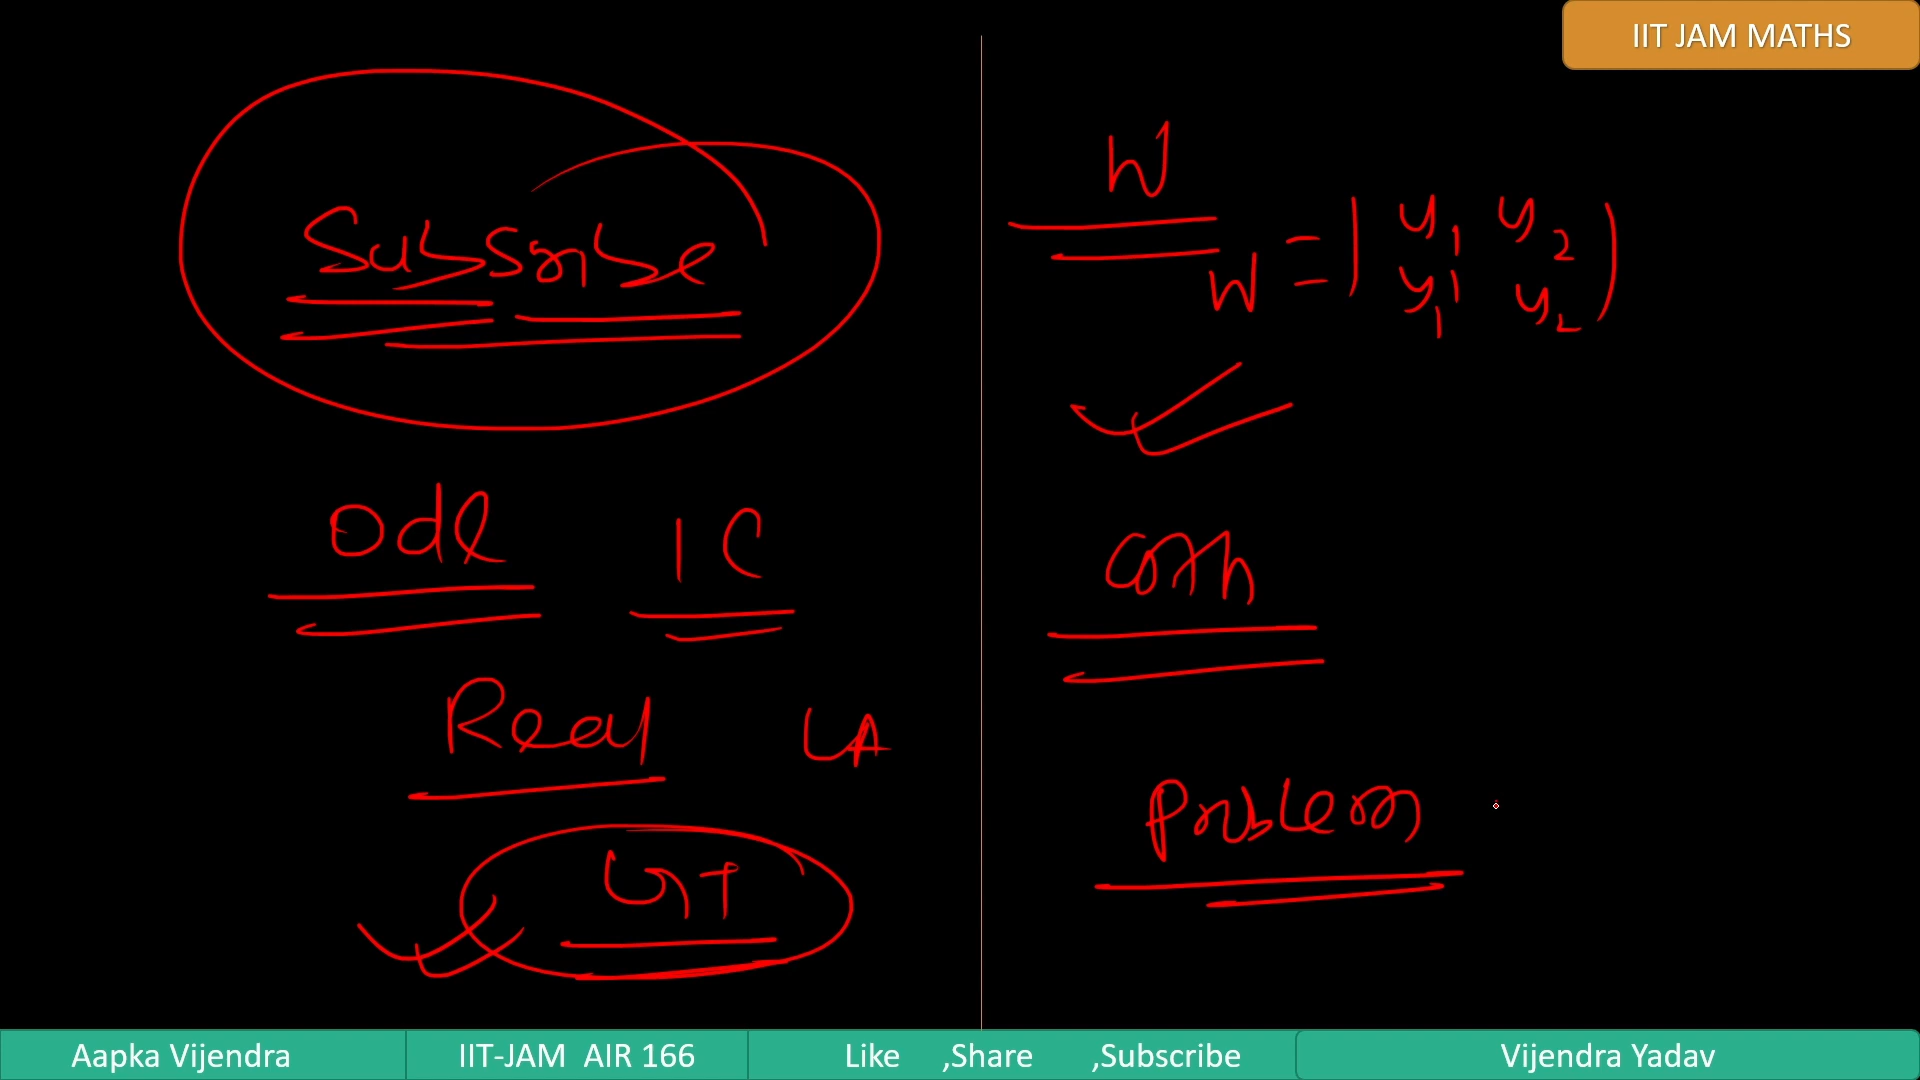 IIT JAM MATHS
Subsribe
Ode IC
Real LA
GT
W
W = | y1 y2 |
y1' y2
Problem
Aapka Vijendra IIT-JAM AIR 166 Like ,Share ,Subscribe Vijendra Yadav